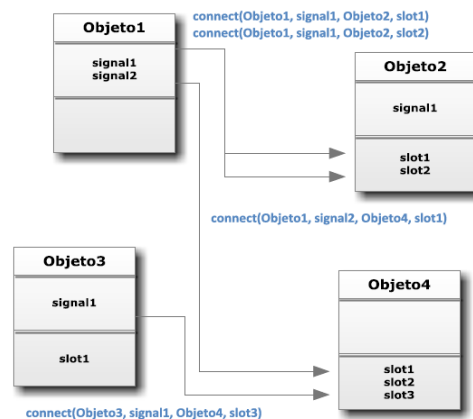 connect(Objeto1, signal1, Objeto2, slot1)
connect(Objeto1, signal1, Objeto2, slot2)
Objeto1
signal1
signal2
Objeto2
signal1
slot1
slot2
connect(Objeto1, signal2, Objeto4, slot1)
Objeto3
signal1
slot1
Objeto4
slot1
slot2
slot3
connect(Objeto3, signal1, Objeto4, slot3)